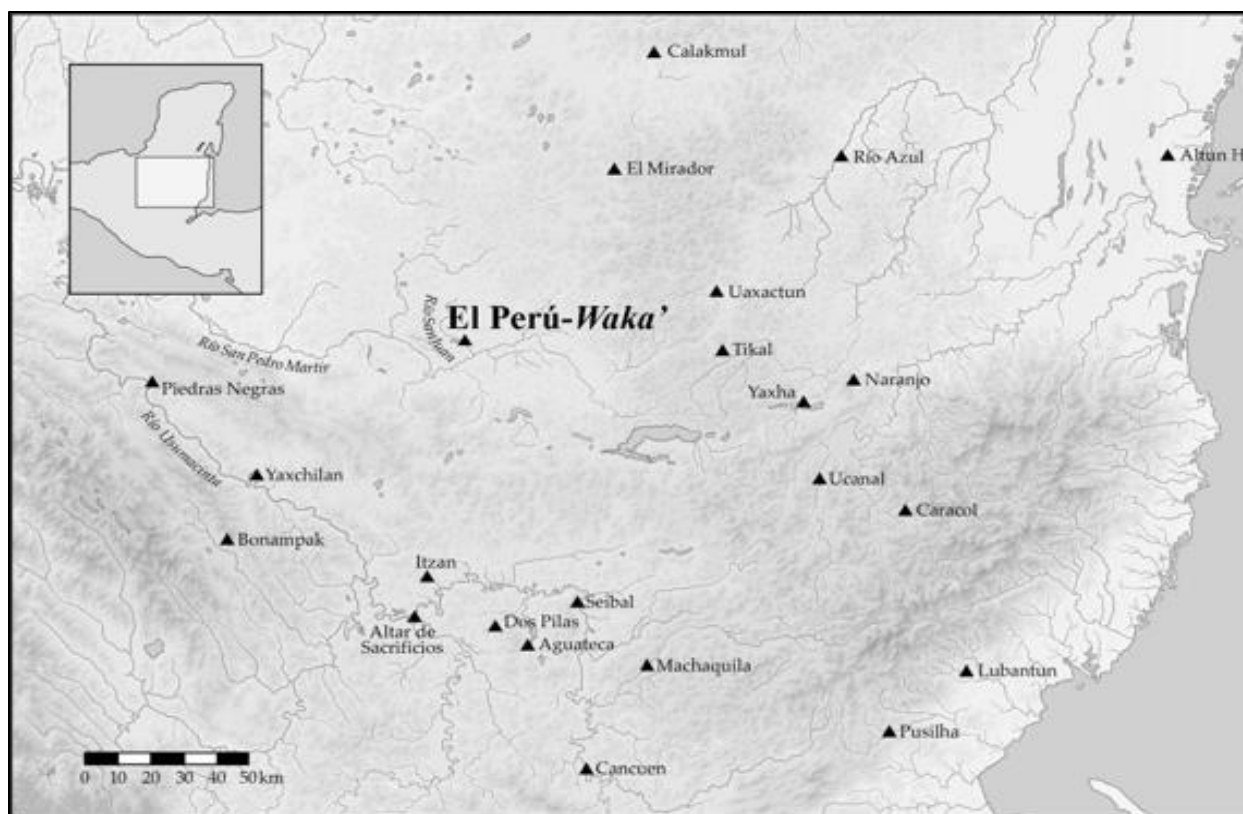 Calakmul
El Mirador
Río Azul
Altun H
Uaxactun
Río San Juan
El Perú-Waka’
Río San Pedro Martir
Tikal
Piedras Negras
Naranjo
Yaxha
Río Usumacinta
Yaxchilan
Ucanal
Caracol
Bonampak
Itzan
Seibal
Altar de
Sacrificios
Dos Pilas
Aguateca
Machaquila
Lubantun
Pusilha
Cancuen
0 10 20 30 40 50 km